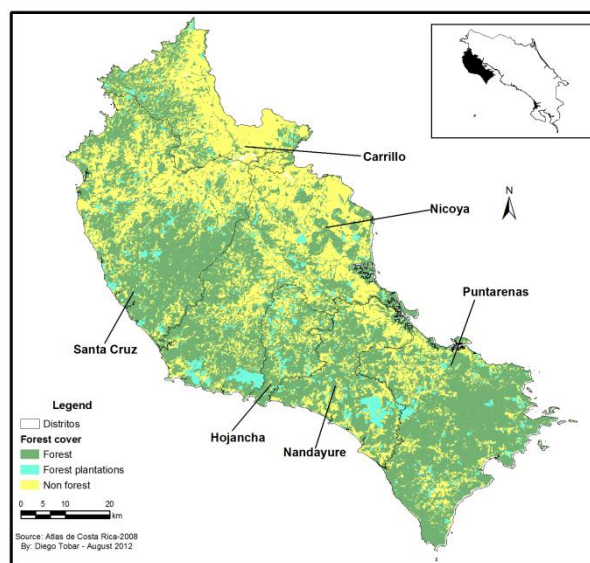 Carrillo
N
Nicoya
Puntarenas
Santa Cruz
Hojancha
Nandayure
Legend
Distritos
Forest cover
Forest
Forest plantations
Non forest
0 5 10 20
km
Source: Atlas de Costa Rica-2008
By: Diego Tobar - August 2012